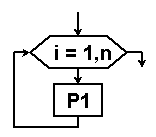 i = 1,n
P1